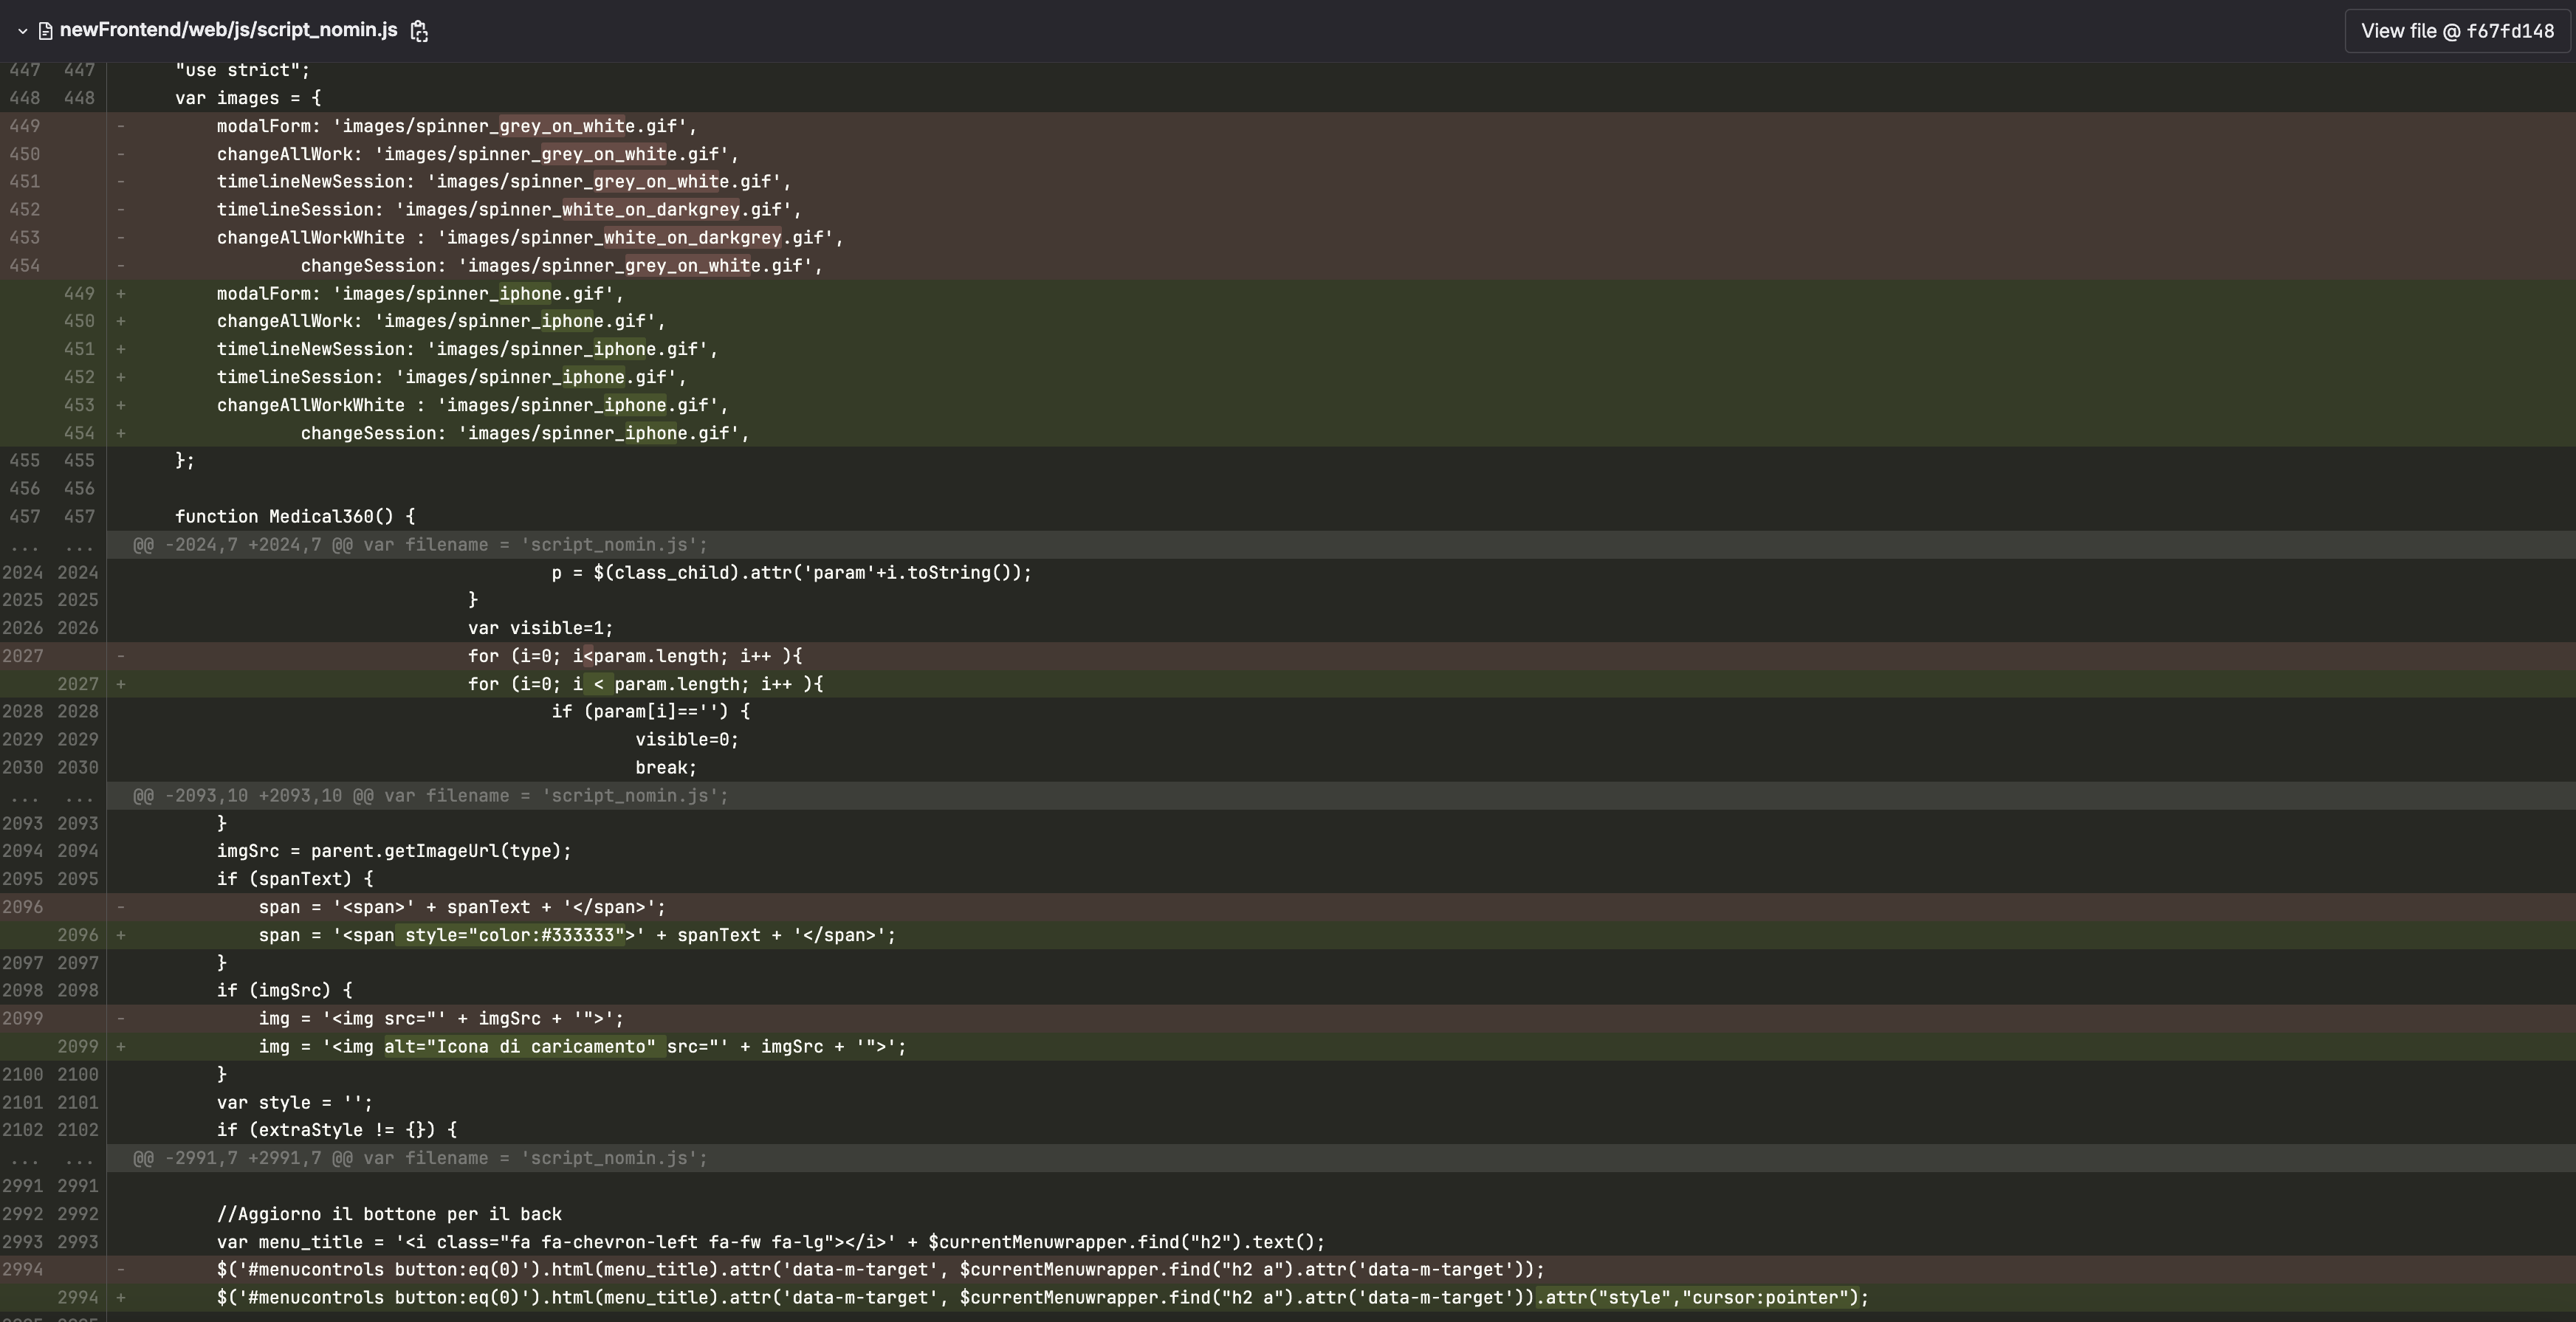 newFrontend/web/js/script_nomin.js
View file @ f67fd148
447 447 "use strict";
448 448 var images = {
449 - modalForm: 'images/spinner_grey_on_white.gif',
450 - changeAllWork: 'images/spinner_grey_on_white.gif',
451 - timelineNewSession: 'images/spinner_grey_on_white.gif',
452 - timelineSession: 'images/spinner_white_on_darkgrey.gif',
453 - changeAllWorkWhite : 'images/spinner_white_on_darkgrey.gif',
454 - changeSession: 'images/spinner_grey_on_white.gif',
449 + modalForm: 'images/spinner_iphone.gif',
450 + changeAllWork: 'images/spinner_iphone.gif',
451 + timelineNewSession: 'images/spinner_iphone.gif',
452 + timelineSession: 'images/spinner_iphone.gif',
453 + changeAllWorkWhite : 'images/spinner_iphone.gif',
454 + changeSession: 'images/spinner_iphone.gif',
455 455 };
456 456
457 457 function Medical360() {
... ... @@ -2024,7 +2024,7 @@ var filename = 'script_nomin.js';
2024 2024 p = $(class_child).attr('param'+i.toString());
2025 2025 }
2026 2026 var visible=1;
2027 - for (i=0; i<param.length; i++ ){
2027 + for (i=0; i < param.length; i++ ){
2028 2028 if (param[i]=='') {
2029 2029 visible=0;
2030 2030 break;
... ... @@ -2093,10 +2093,10 @@ var filename = 'script_nomin.js';
2093 2093 }
2094 2094 imgSrc = parent.getImageUrl(type);
2095 2095 if (spanText) {
2096 - span = '<span>' + spanText + '</span>';
2096 + span = '<span style="color:#333333">' + spanText + '</span>';
2097 2097 }
2098 2098 if (imgSrc) {
2099 - img = '<img src="' + imgSrc + '">';
2099 + img = '<img alt="Icona di caricamento" src="' + imgSrc + '">';
2100 2100 }
2101 2101 var style = '';
2102 2102 if (extraStyle != {}) {
... ... @@ -2991,7 +2991,7 @@ var filename = 'script_nomin.js';
2991 2991
2992 2992 //Aggiorno il bottone per il back
2993 2993 var menu_title = '<i class="fa fa-chevron-left fa-fw fa-lg"></i>' + $currentMenuwrapper.find("h2").text();
2994 - $('#menucontrols button:eq(0)').html(menu_title).attr('data-m-target', $currentMenuwrapper.find("h2 a").attr('data-m-target'));
2994 + $('#menucontrols button:eq(0)').html(menu_title).attr('data-m-target', $currentMenuwrapper.find("h2 a").attr('data-m-target')).attr("style","cursor:pointer");